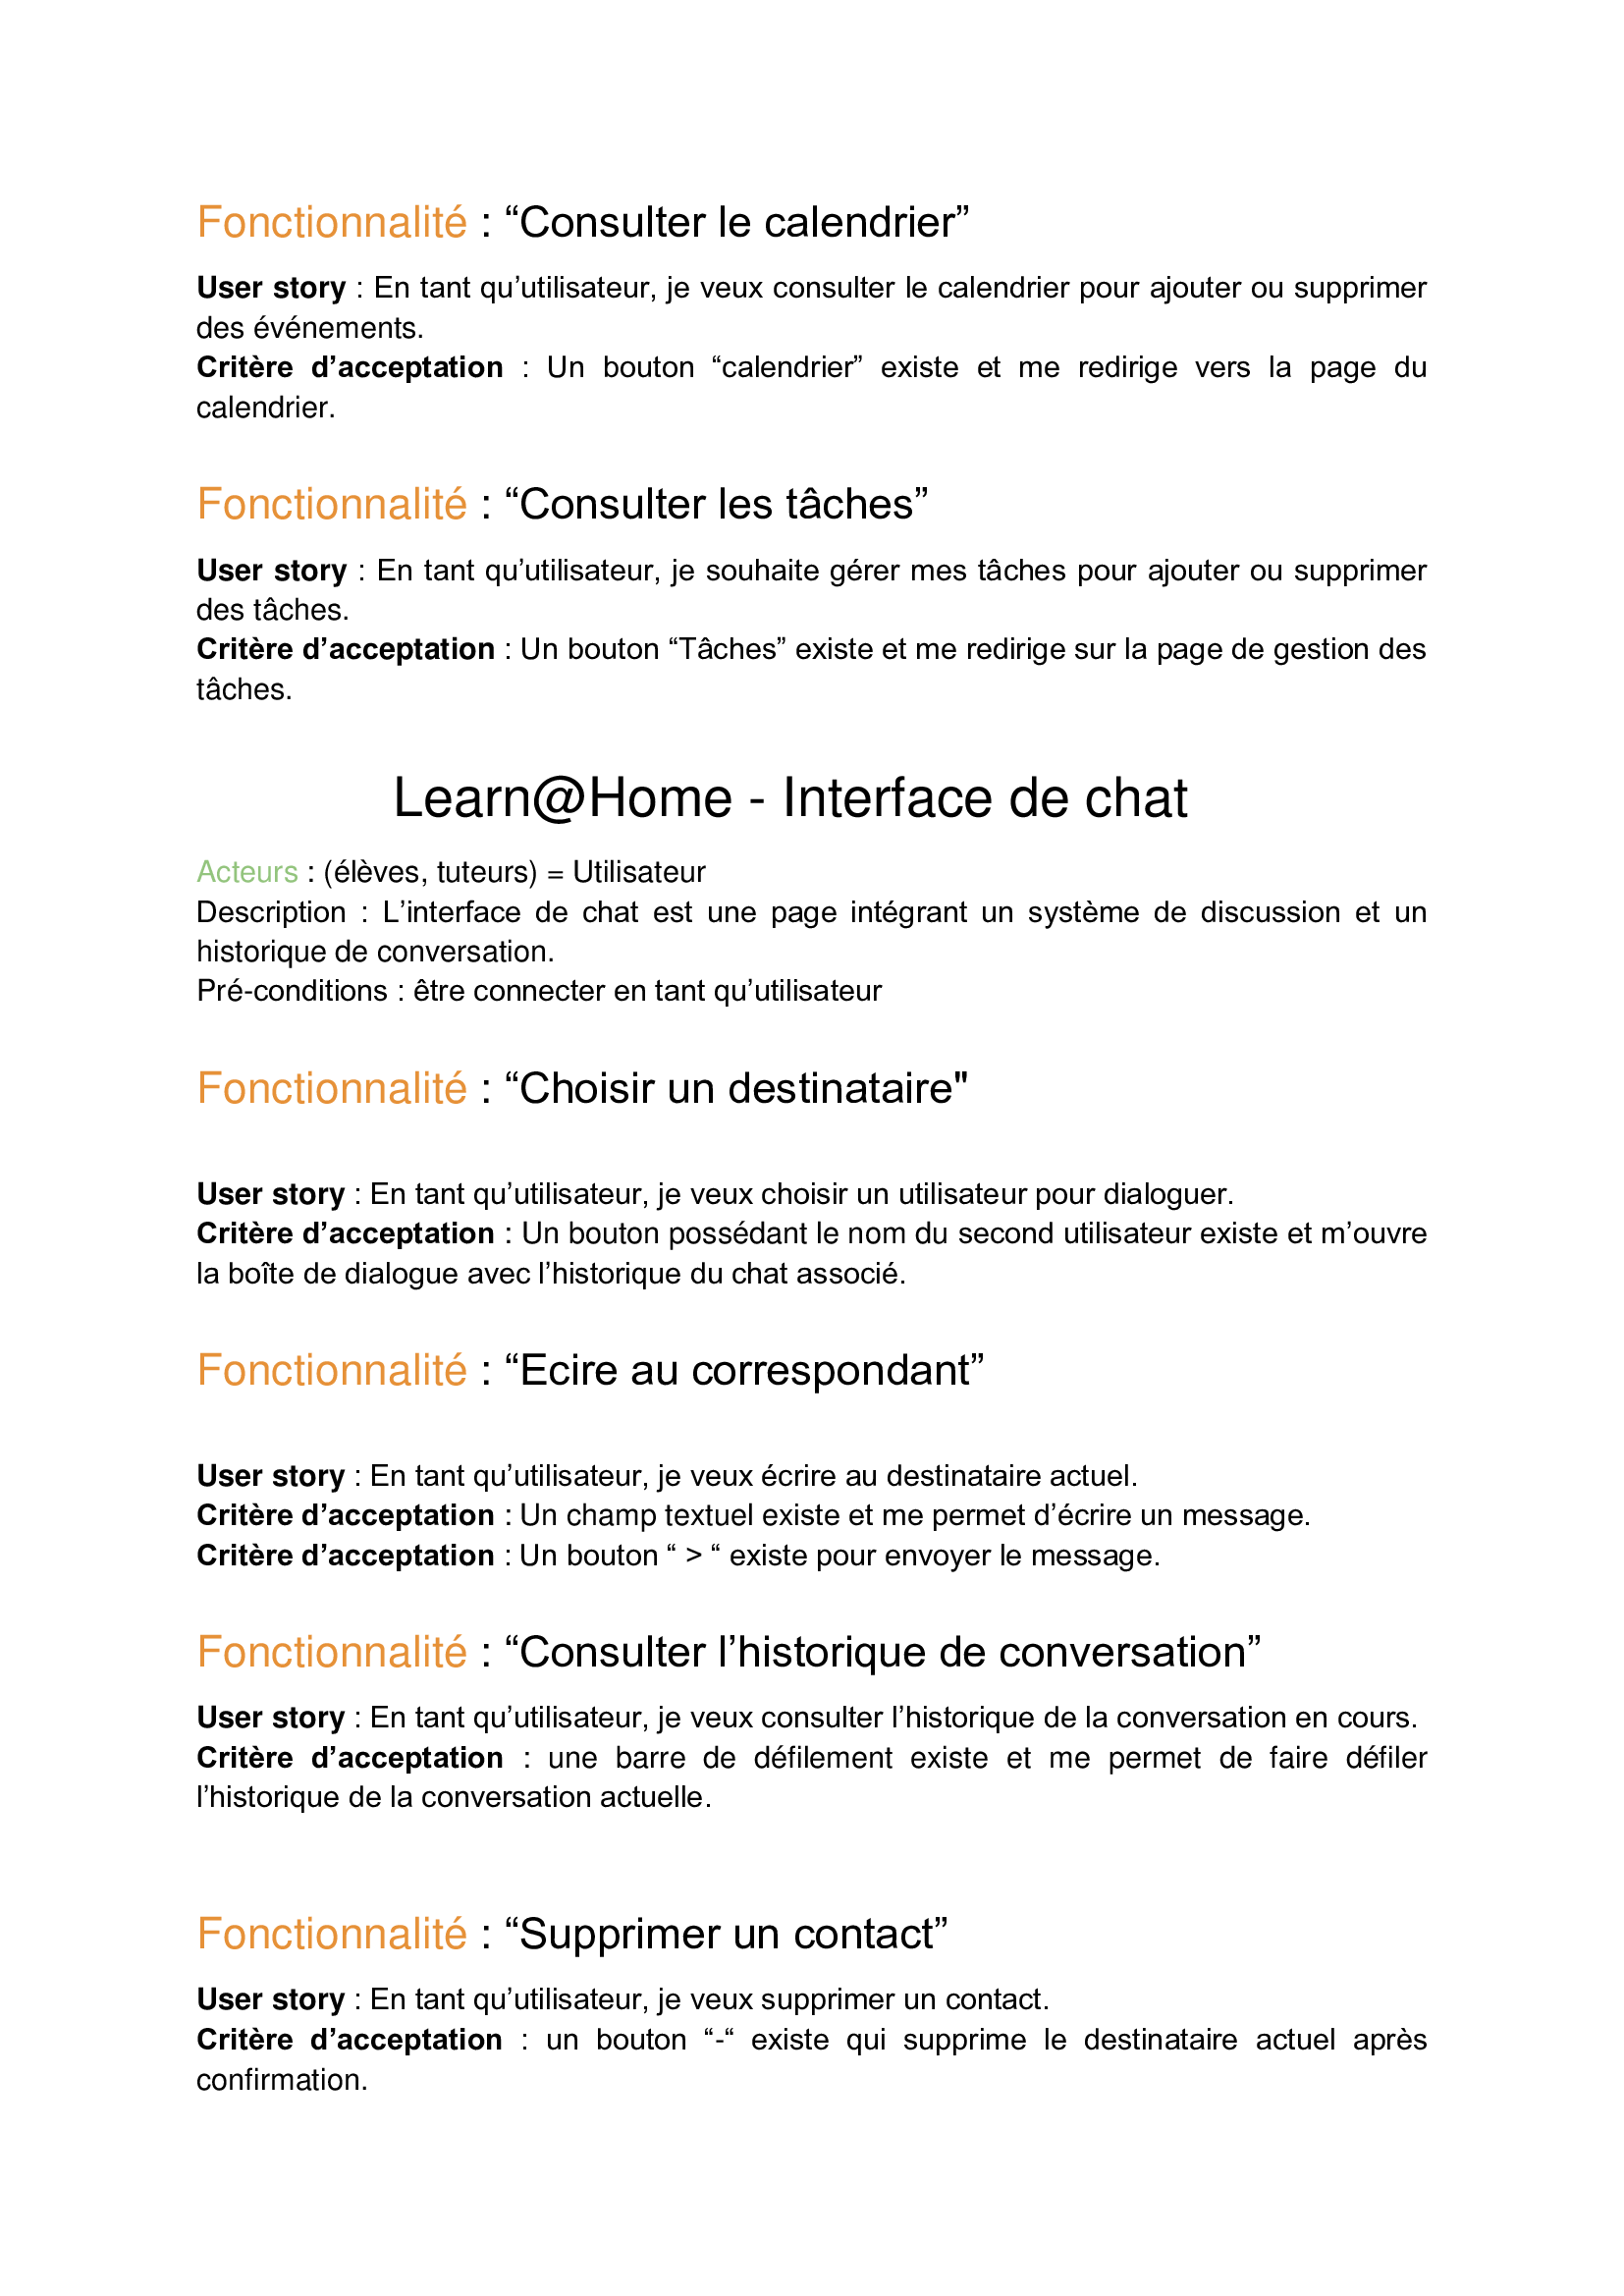 Fonctionnalité : “Consulter le calendrier”
User story : En tant qu’utilisateur, je veux consulter le calendrier pour ajouter ou supprimer
des événements.
Critère d’acceptation : Un bouton “calendrier” existe et me redirige vers la page du
calendrier.
Fonctionnalité : “Consulter les tâches”
User story : En tant qu’utilisateur, je souhaite gérer mes tâches pour ajouter ou supprimer
des tâches.
Critère d’acceptation : Un bouton “Tâches” existe et me redirige sur la page de gestion des
tâches.
Learn@Home - Interface de chat
Acteurs : (élèves, tuteurs) = Utilisateur
Description : L’interface de chat est une page intégrant un système de discussion et un
historique de conversation.
Pré-conditions : être connecter en tant qu’utilisateur
Fonctionnalité : “Choisir un destinataire"
User story : En tant qu’utilisateur, je veux choisir un utilisateur pour dialoguer.
Critère d’acceptation : Un bouton possédant le nom du second utilisateur existe et m’ouvre
la boîte de dialogue avec l’historique du chat associé.
Fonctionnalité : “Ecire au correspondant”
User story : En tant qu’utilisateur, je veux écrire au destinataire actuel.
Critère d’acceptation : Un champ textuel existe et me permet d’écrire un message.
Critère d’acceptation : Un bouton “ > “ existe pour envoyer le message.
Fonctionnalité : “Consulter l’historique de conversation”
User story : En tant qu’utilisateur, je veux consulter l’historique de la conversation en cours.
Critère d’acceptation : une barre de défilement existe et me permet de faire défiler
l’historique de la conversation actuelle.
Fonctionnalité : “Supprimer un contact”
User story : En tant qu’utilisateur, je veux supprimer un contact.
Critère d’acceptation : un bouton “-“ existe qui supprime le destinataire actuel après
confirmation.